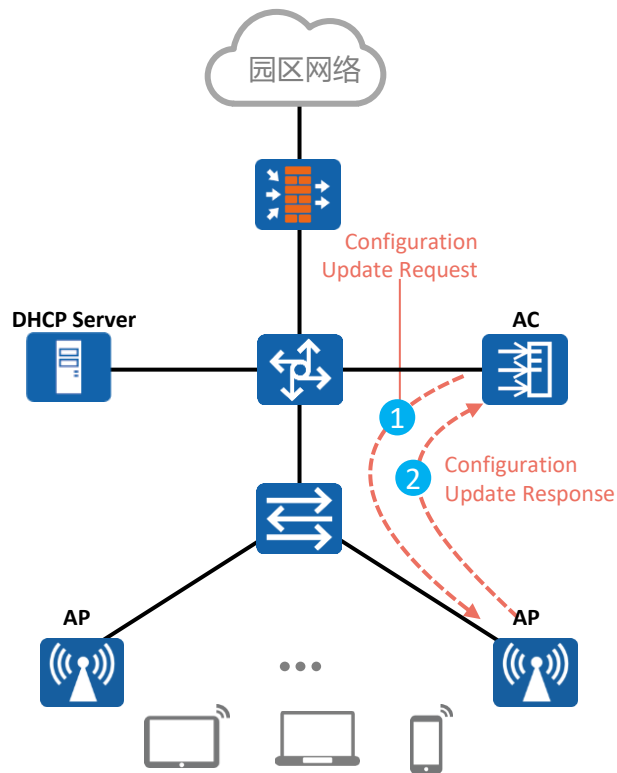 园区网络
Configuration
Update Request
DHCP Server
AC
1
2
Configuration
Update Response
AP
AP